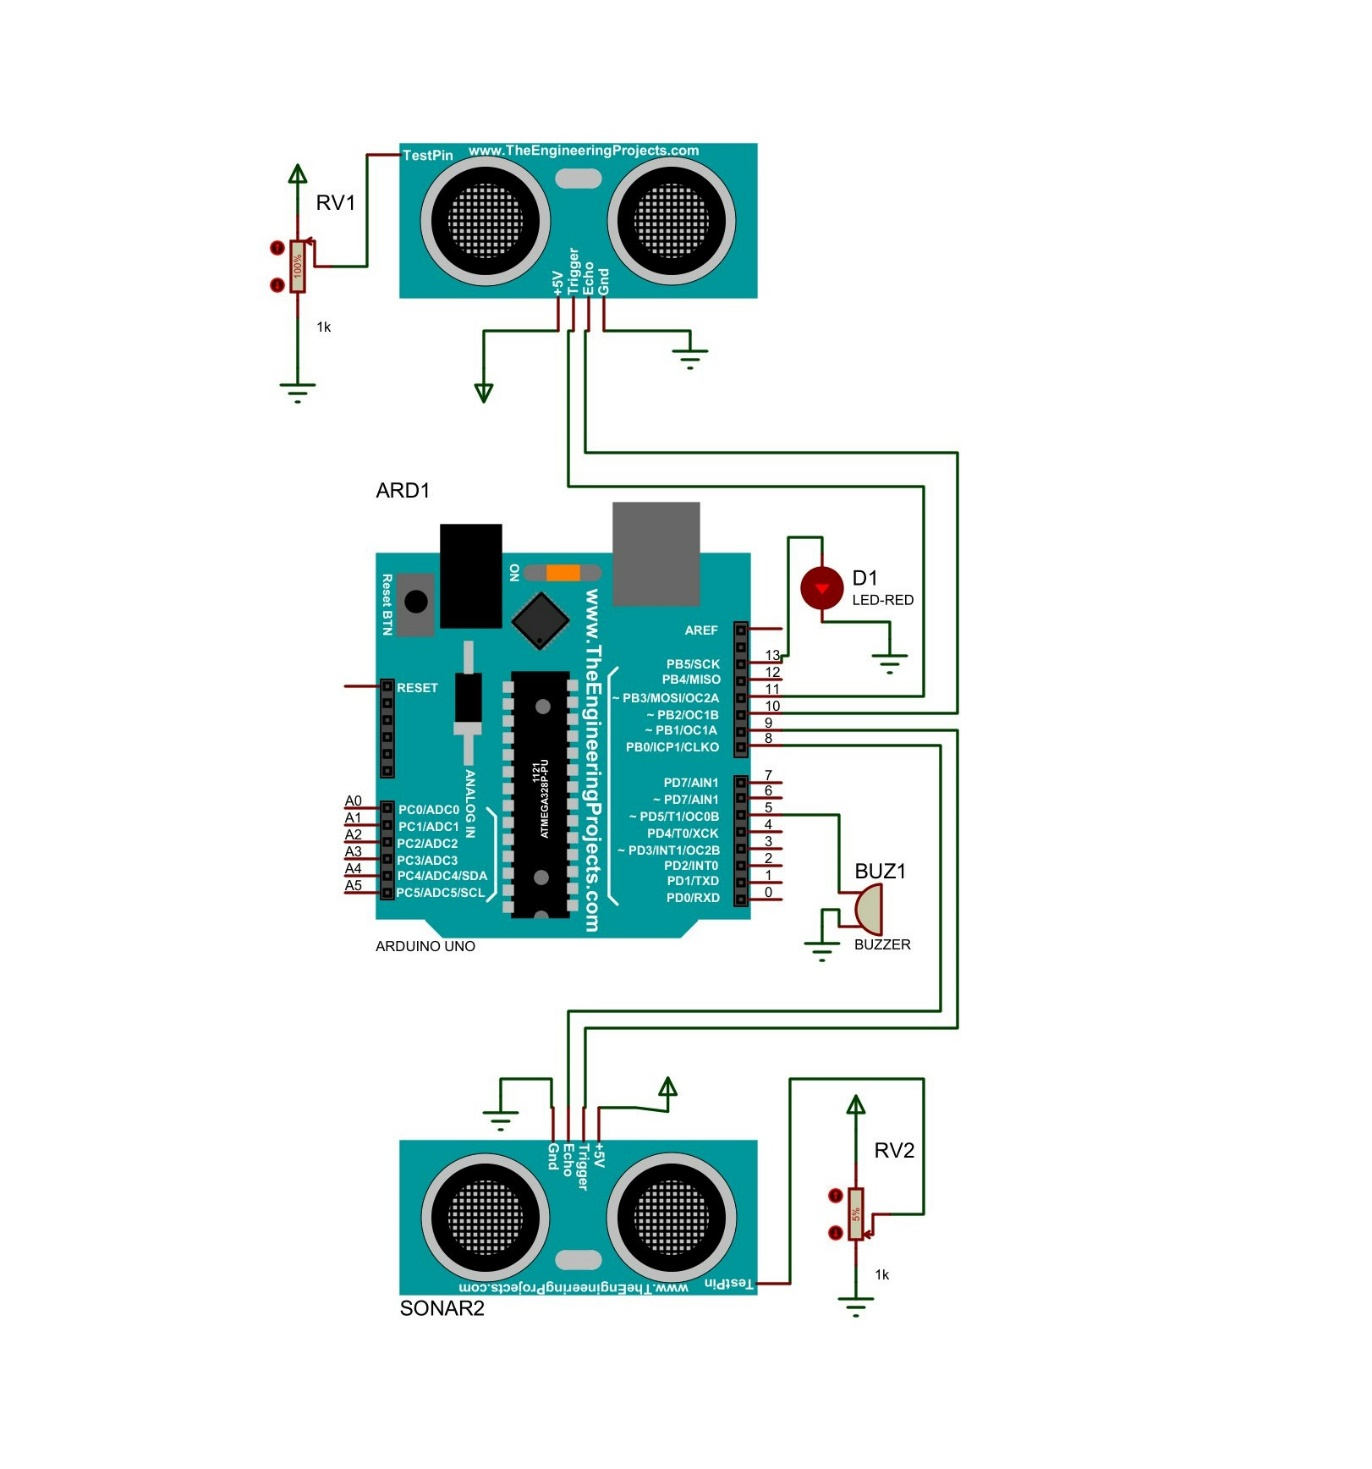 www.TheEngineeringProjects.com
TestPin
RV1
100%
1k
+5V
Trigger
Echo
Gnd
ARD1
Reset BTN
ON
www.TheEngineeringProjects.com
D1
LED-RED
AREF
PB5/SCK 13
PB4/MISO 12
~ PB3/MOSI/OC2A 11
~ PB2/OC1B 10
~ PB1/OC1A 9
PB0/ICP1/CLKO 8
RESET
1121
ATMEGA328P-PU
ANALOG IN
PD7/AIN1 7
~ PD7/AIN1 6
~ PD5/T1/OC0B 5
PD4/T0/XCK 4
~ PD3/INT1/OC2B 3
PD2/INT0 2
PD1/TXD 1
PD0/RXD 0
A0 PC0/ADC0
A1 PC1/ADC1
A2 PC2/ADC2
A3 PC3/ADC3
A4 PC4/ADC4/SDA
A5 PC5/ADC5/SCL
BUZ1
BUZZER
ARDUINO UNO
Gnd
Echo
Trigger
+5V
RV2
5%
1k
TestPin
www.TheEngineeringProjects.com
SONAR2